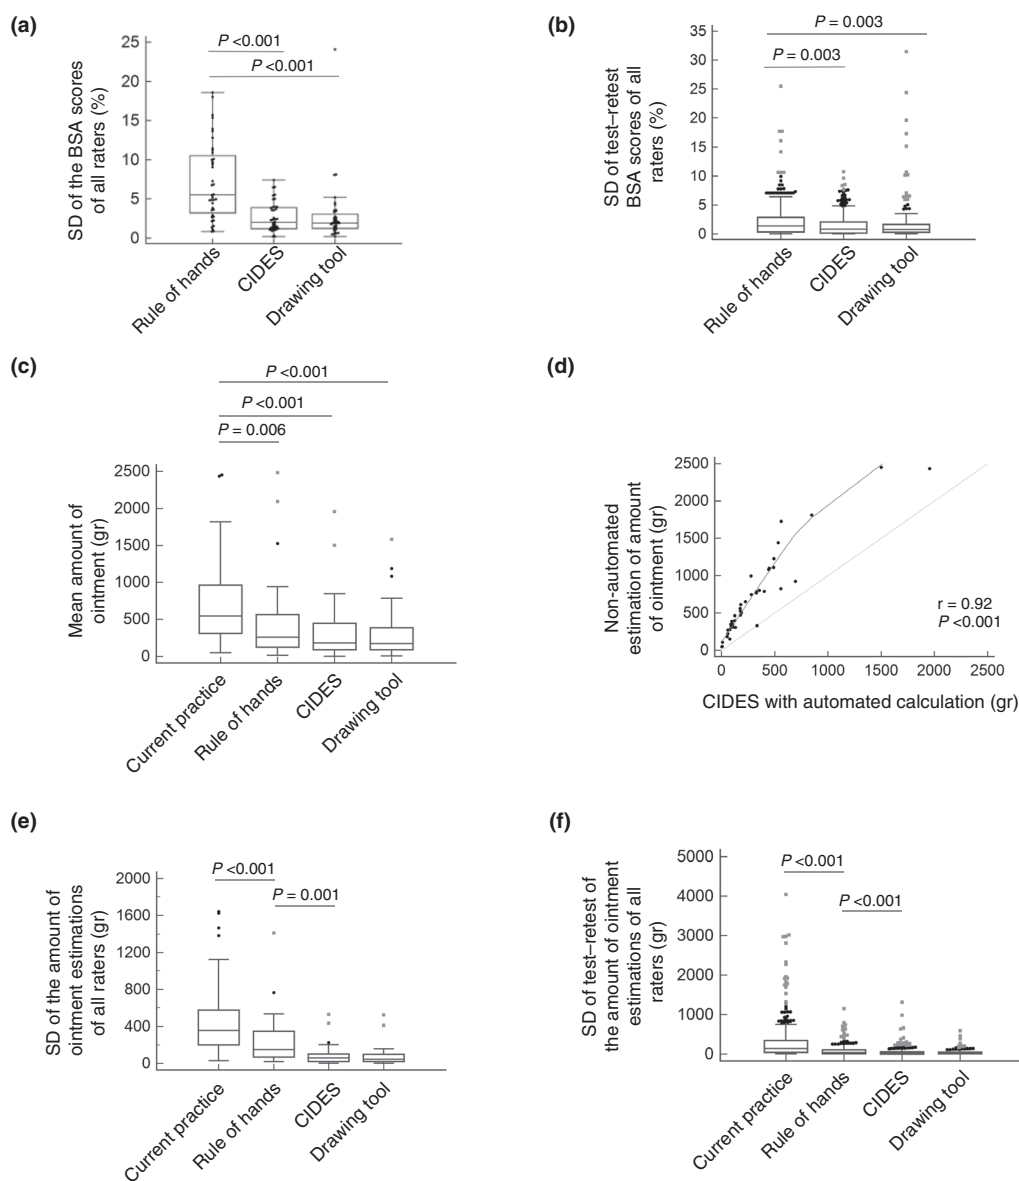 (a)
P <0.001
P <0.001
25
20
15
10
5
0
SD of the BSA scores
of all raters (%)
Rule of hands
CIDES
Drawing tool
(b)
P = 0.003
P = 0.003
35
30
25
20
15
10
5
0
SD of test–retest
BSA scores of all
raters (%)
Rule of hands
CIDES
Drawing tool
(c)
P <0.001
P <0.001
P = 0.006
2500
2000
1500
1000
500
0
Mean amount of
ointment (gr)
Current practice
Rule of hands
CIDES
Drawing tool
(d)
2500
2000
1500
1000
500
0
Non-automated
estimation of amount
of ointment (gr)
r = 0.92
P <0.001
0 500 1000 1500 2000 2500
CIDES with automated calculation (gr)
(e)
P <0.001
P = 0.001
2000
1600
1200
800
400
0
SD of the amount of
ointment estimations
of all raters (gr)
Current practice
Rule of hands
CIDES
Drawing tool
(f)
P <0.001
P <0.001
5000
4000
3000
2000
1000
0
SD of test–retest of
the amount of ointment
estimations of all
raters (gr)
Current practice
Rule of hands
CIDES
Drawing tool